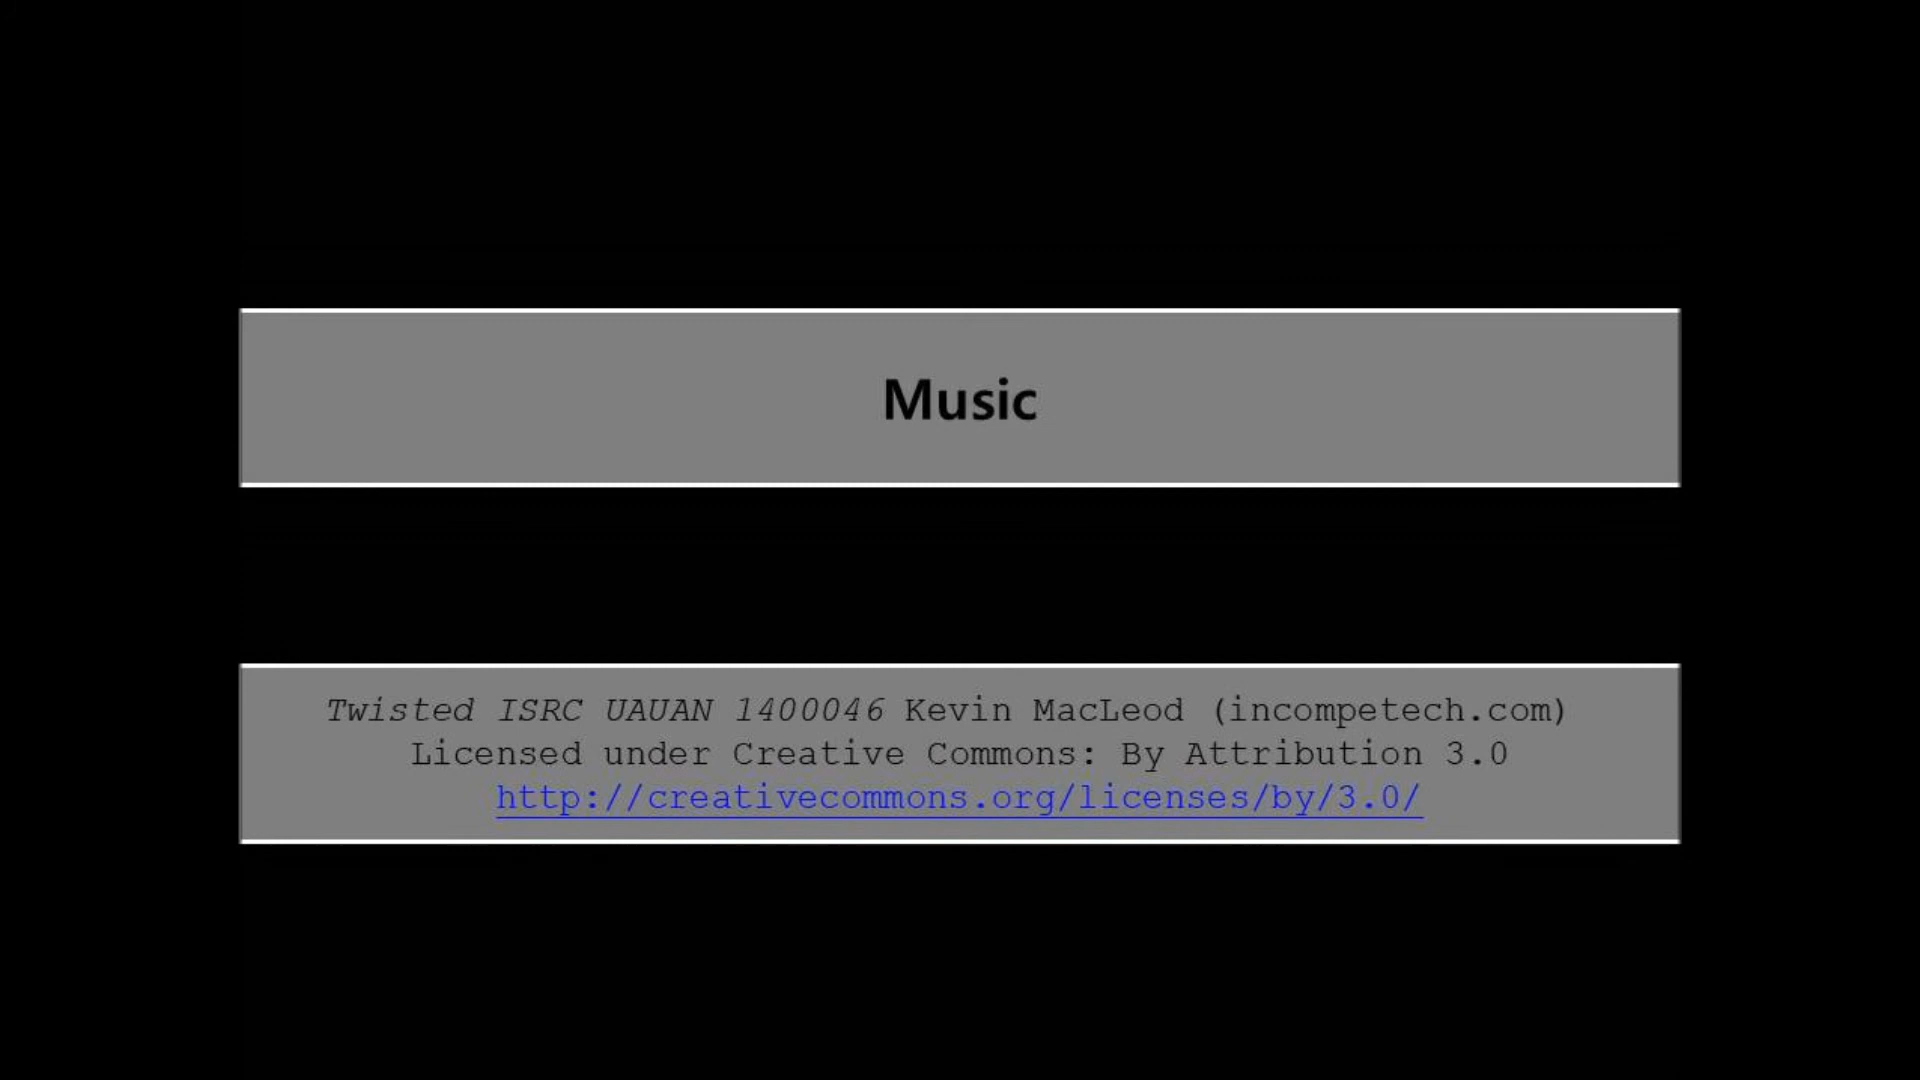 Music
Twisted ISRC UAUAN 1400046 Kevin MacLeod (incompetech.com)
Licensed under Creative Commons: By Attribution 3.0
http://creativecommons.org/licenses/by/3.0/